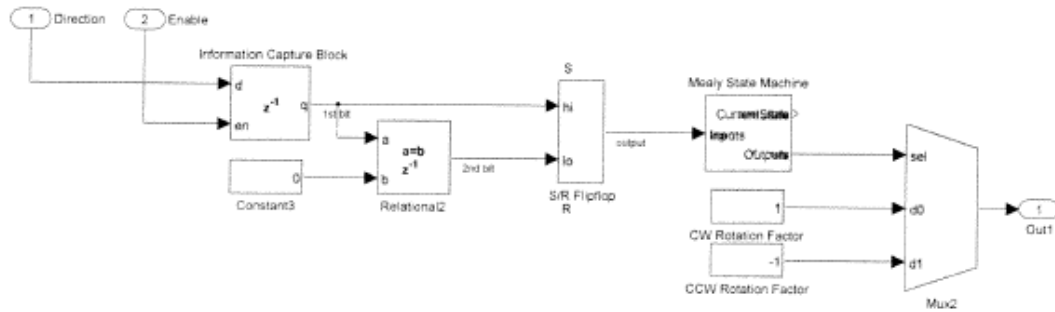 1 Direction
2 Enable
Information Capture Block
d
z⁻¹
q
en
1st bit
a
a=b
z⁻¹
b
0
Constant3
Relational2
2nd bit
S
hi
lo
S/R Flipflop
R
output
Mealy State Machine
Inputs
Outputs
1
CW Rotation Factor
-1
CCW Rotation Factor
sel
d0
d1
Mux2
1
Out1